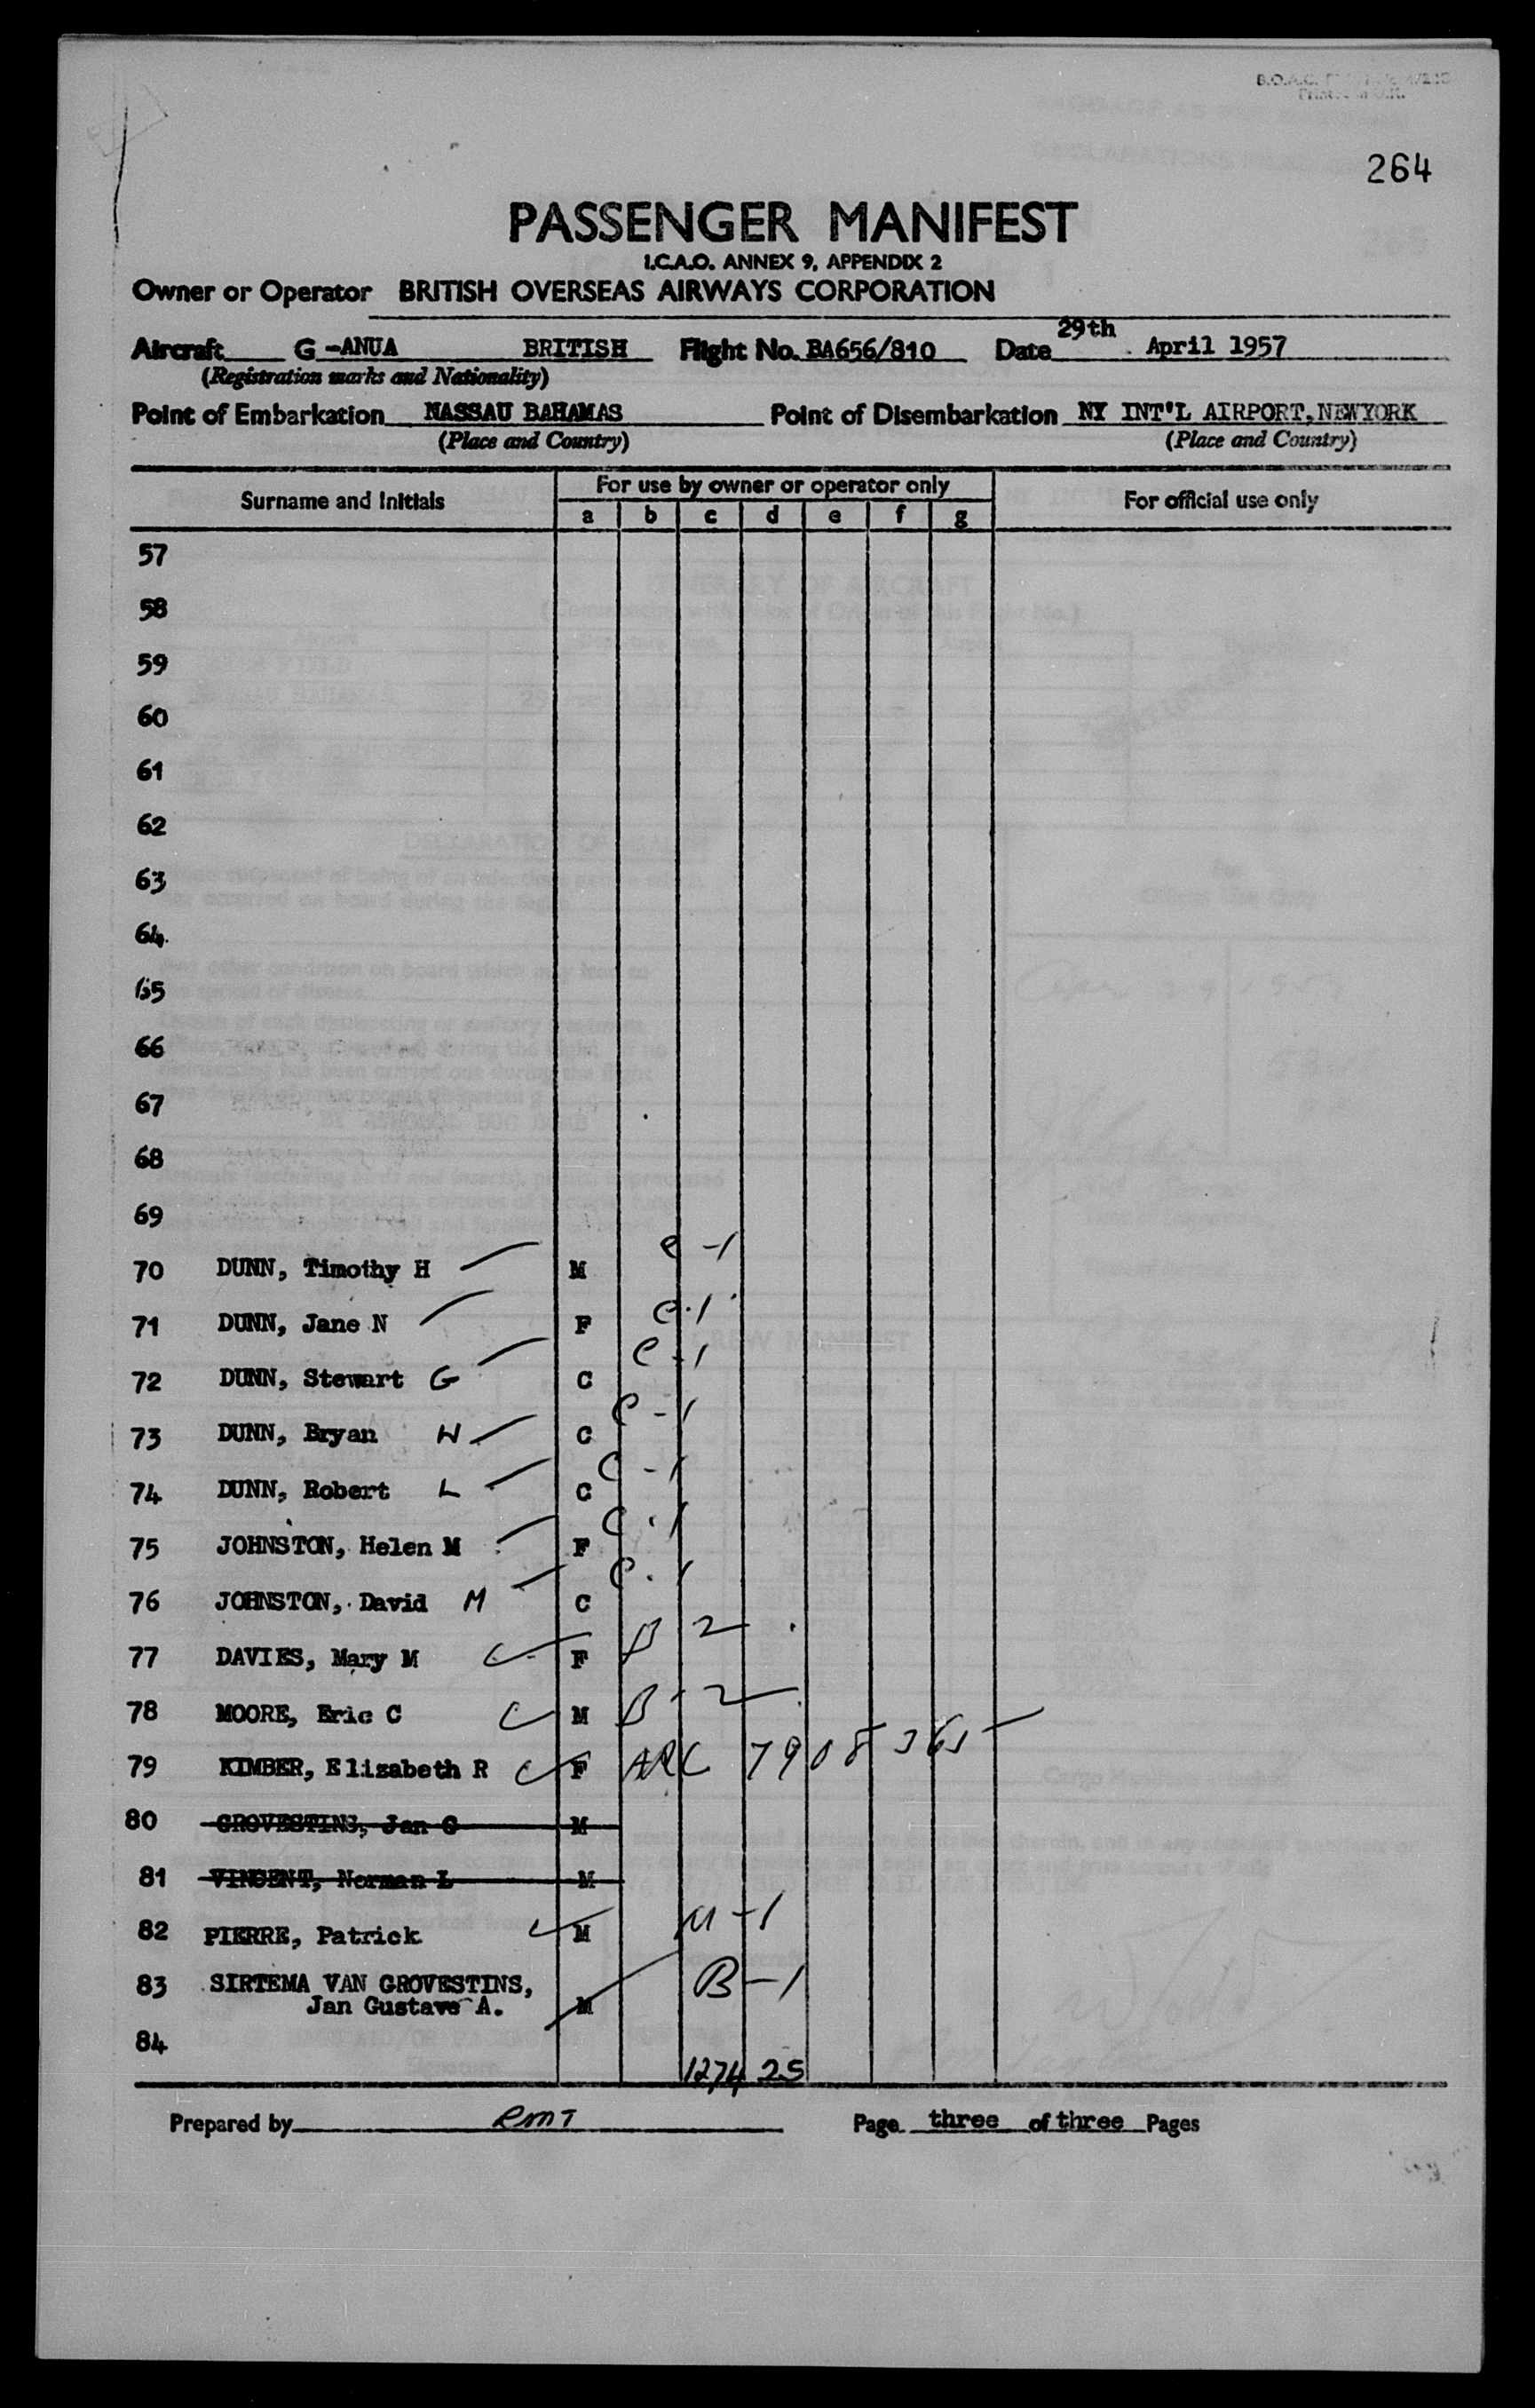 264
PASSENGER MANIFEST
I.C.A.O. ANNEX 9, APPENDIX 2
Owner or Operator BRITISH OVERSEAS AIRWAYS CORPORATION
Aircraft G-ANUA BRITISH Flight No. BA656/810 Date 29th April 1957
(Registration marks and Nationality)
Point of Embarkation NASSAU BAHAMAS Point of Disembarkation NY INT'L AIRPORT, NEWYORK
(Place and Country) (Place and Country)
Surname and Initials For use by owner or operator only For official use only
a b c d e f g
57
58
59
60
61
62
63
64
65
66
67
68
69
70 DUNN, Timothy H M C-1
71 DUNN, Jane N F C-1
72 DUNN, Stewart G C C-1
73 DUNN, Bryan W C C-1
74 DUNN, Robert L C C-1
75 JOHNSTON, Helen M F C-1
76 JOHNSTON, David M C C-1
77 DAVIES, Mary M F B 2
78 MOORE, Eric C M B-2
79 KIMBER, Elizabeth R F ARC
80 GROVESTINS, Jan G M
81 VINCENT, Norman L M
82 PIERRE, Patrick M
83 SIRTEMA VAN GROVESTINS,
Jan Gustave A. M B-1
84
1274 25
Prepared by RMT Page three of three Pages